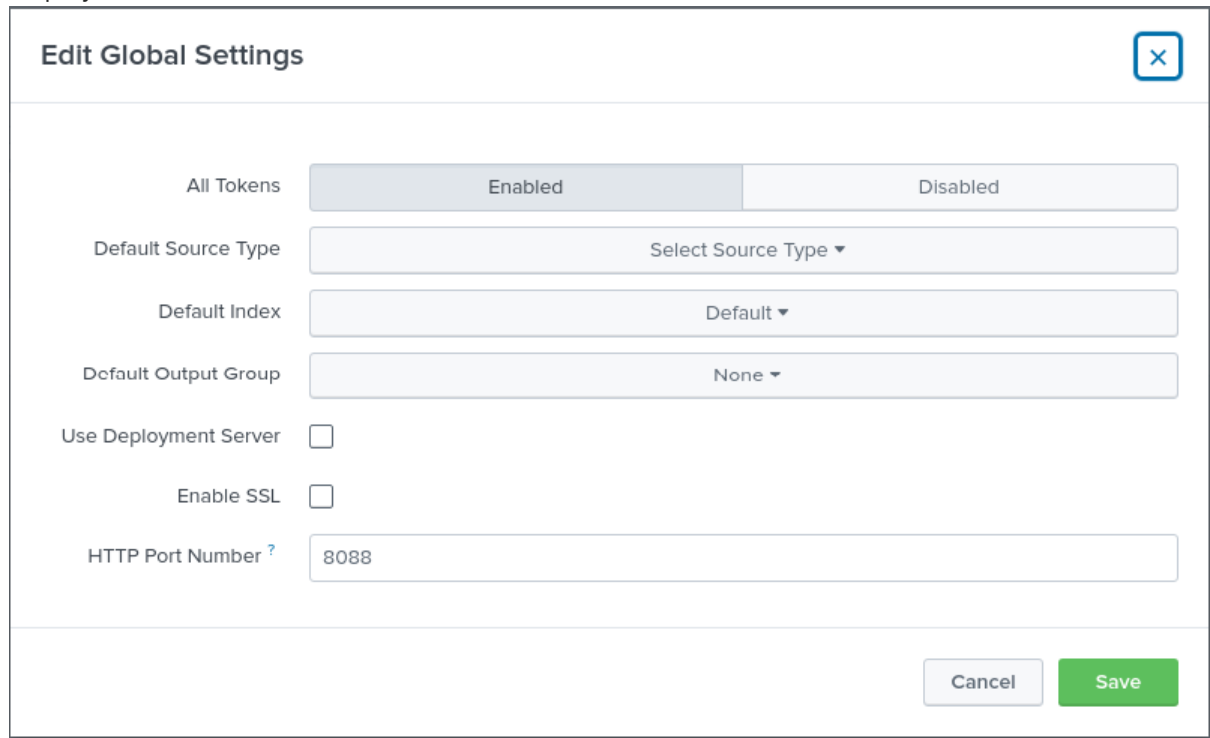 Edit Global Settings
All Tokens Enabled Disabled
Default Source Type Select Source Type
Default Index Default
Default Output Group None
Use Deployment Server
Enable SSL
HTTP Port Number ? 8088
Cancel Save